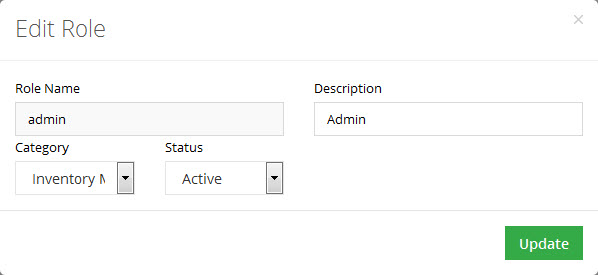 Edit Role
×
Role Name
Description
admin
Admin
Category
Status
Inventory M
Active
Update